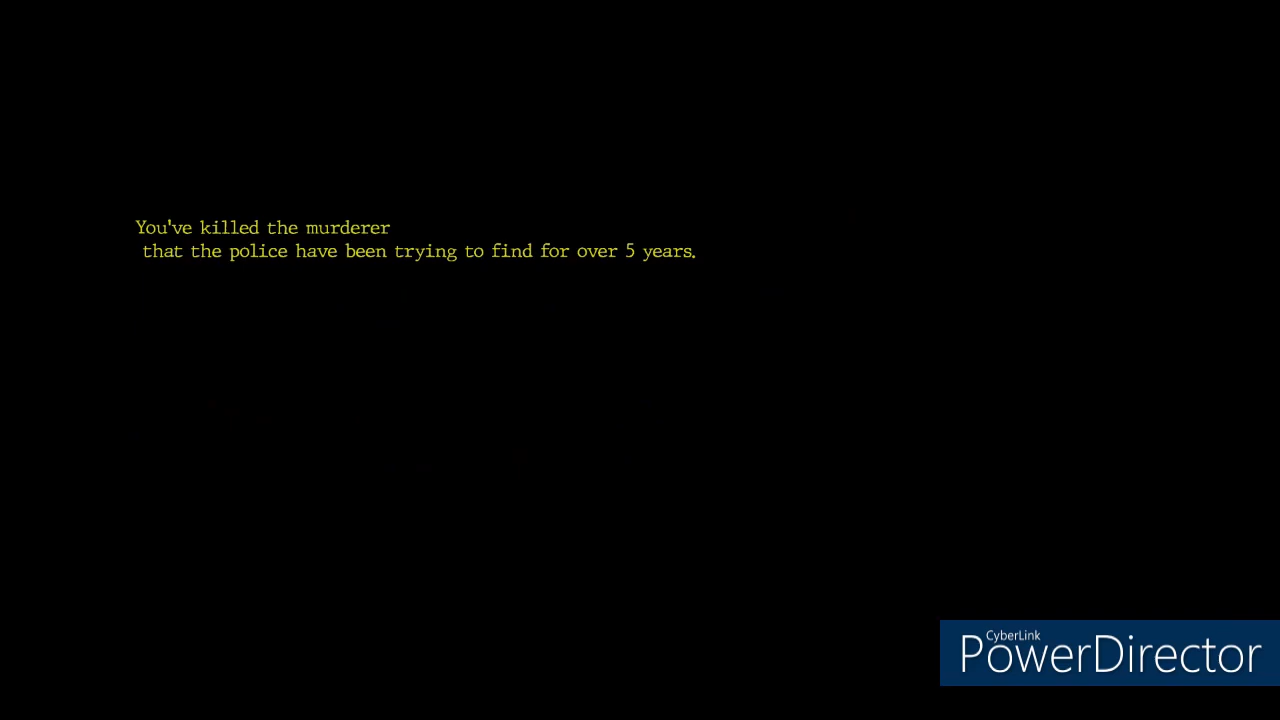 You've killed the murderer
that the police have been trying to find for over 5 years.
CyberLink
PowerDirector